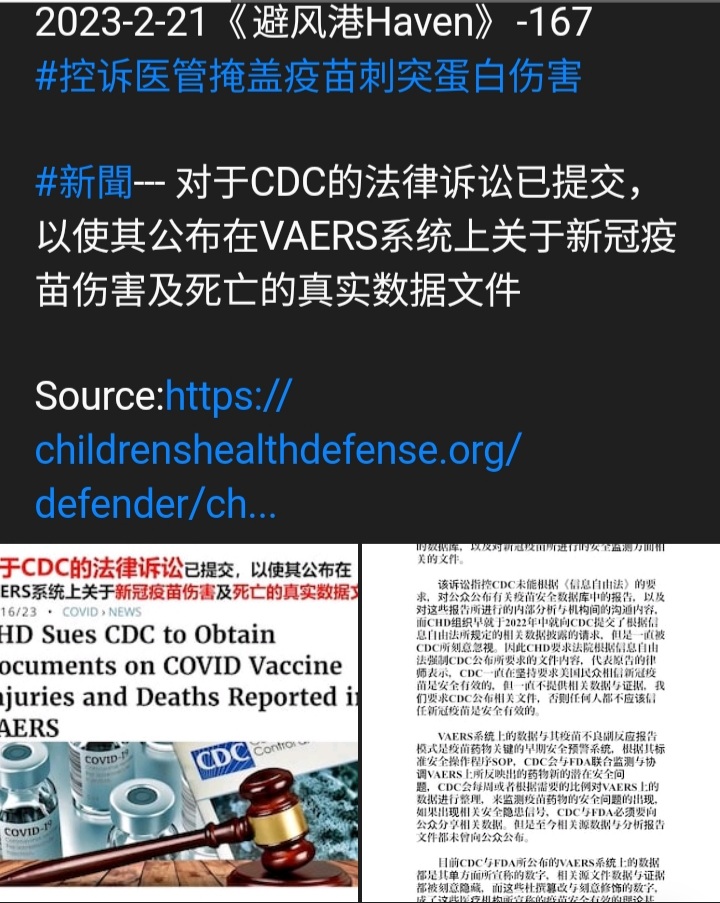 2023-2-21《避风港Haven》-167
#控诉医管掩盖疫苗刺突蛋白伤害
#新聞--- 对于CDC的法律诉讼已提交，
以使其公布在VAERS系统上关于新冠疫
苗伤害及死亡的真实数据文件
Source:https://
childrenshealthdefense.org/
defender/ch...
于CDC的法律诉讼已提交，以使其公布在
ERS系统上关于新冠疫苗伤害及死亡的真实数据文
16/23 • COVID › NEWS
HD Sues CDC to Obtain
ocuments on COVID Vaccine
njuries and Deaths Reported in
AERS
CDC
Control
COVID-19
COVID-19
的数据库，以及对新冠疫苗所进行的安全监测方面相
关的文件。
该诉讼指控CDC未能根据《信息自由法》的要
求，对公众公布有关疫苗安全数据库中的报告，以及
对这些报告所进行的内部分析与机构间的沟通内容，
而CHD组织早就于2022年中就向CDC提交了根据信
息自由法所规定的相关数据披露的请求，但是一直被
CDC所刻意忽视。因此CHD要求法院根据信息自由
法强制CDC公布所要求的文件内容，代表原告的律
师表示，CDC一直在坚持要求美国民众相信新冠疫
苗是安全有效的，但一直不提供相关数据与证据，我
们要求CDC公布相关文件，否则任何人都不应该信
任新冠疫苗是安全有效的。
VAERS系统上的数据与其疫苗不良副反应报告
模式是疫苗药物关键的早期安全预警系统，根据其标
准安全操作程序SOP，CDC会与FDA联合监测与协
调VAERS上所反映出的药物新的潜在安全问
题，CDC会每周或者根据需要的比例对VAERS上的
数据进行整理，来监测疫苗药物的安全问题的出现，
如果出现相关安全隐患信号，CDC与FDA必须要向
公众分享相关数据。但是至今相关源数据与分析报告
文件都未曾向公众公布。
目前CDC与FDA所公布的VAERS系统上的数据
都是其单方面所宣称的数字，相关源文件数据与证据
都被刻意隐藏，而这些杜撰篡改与刻意修饰的数字，
成了这些医疗机构所宣称的疫苗安全有效的理论基